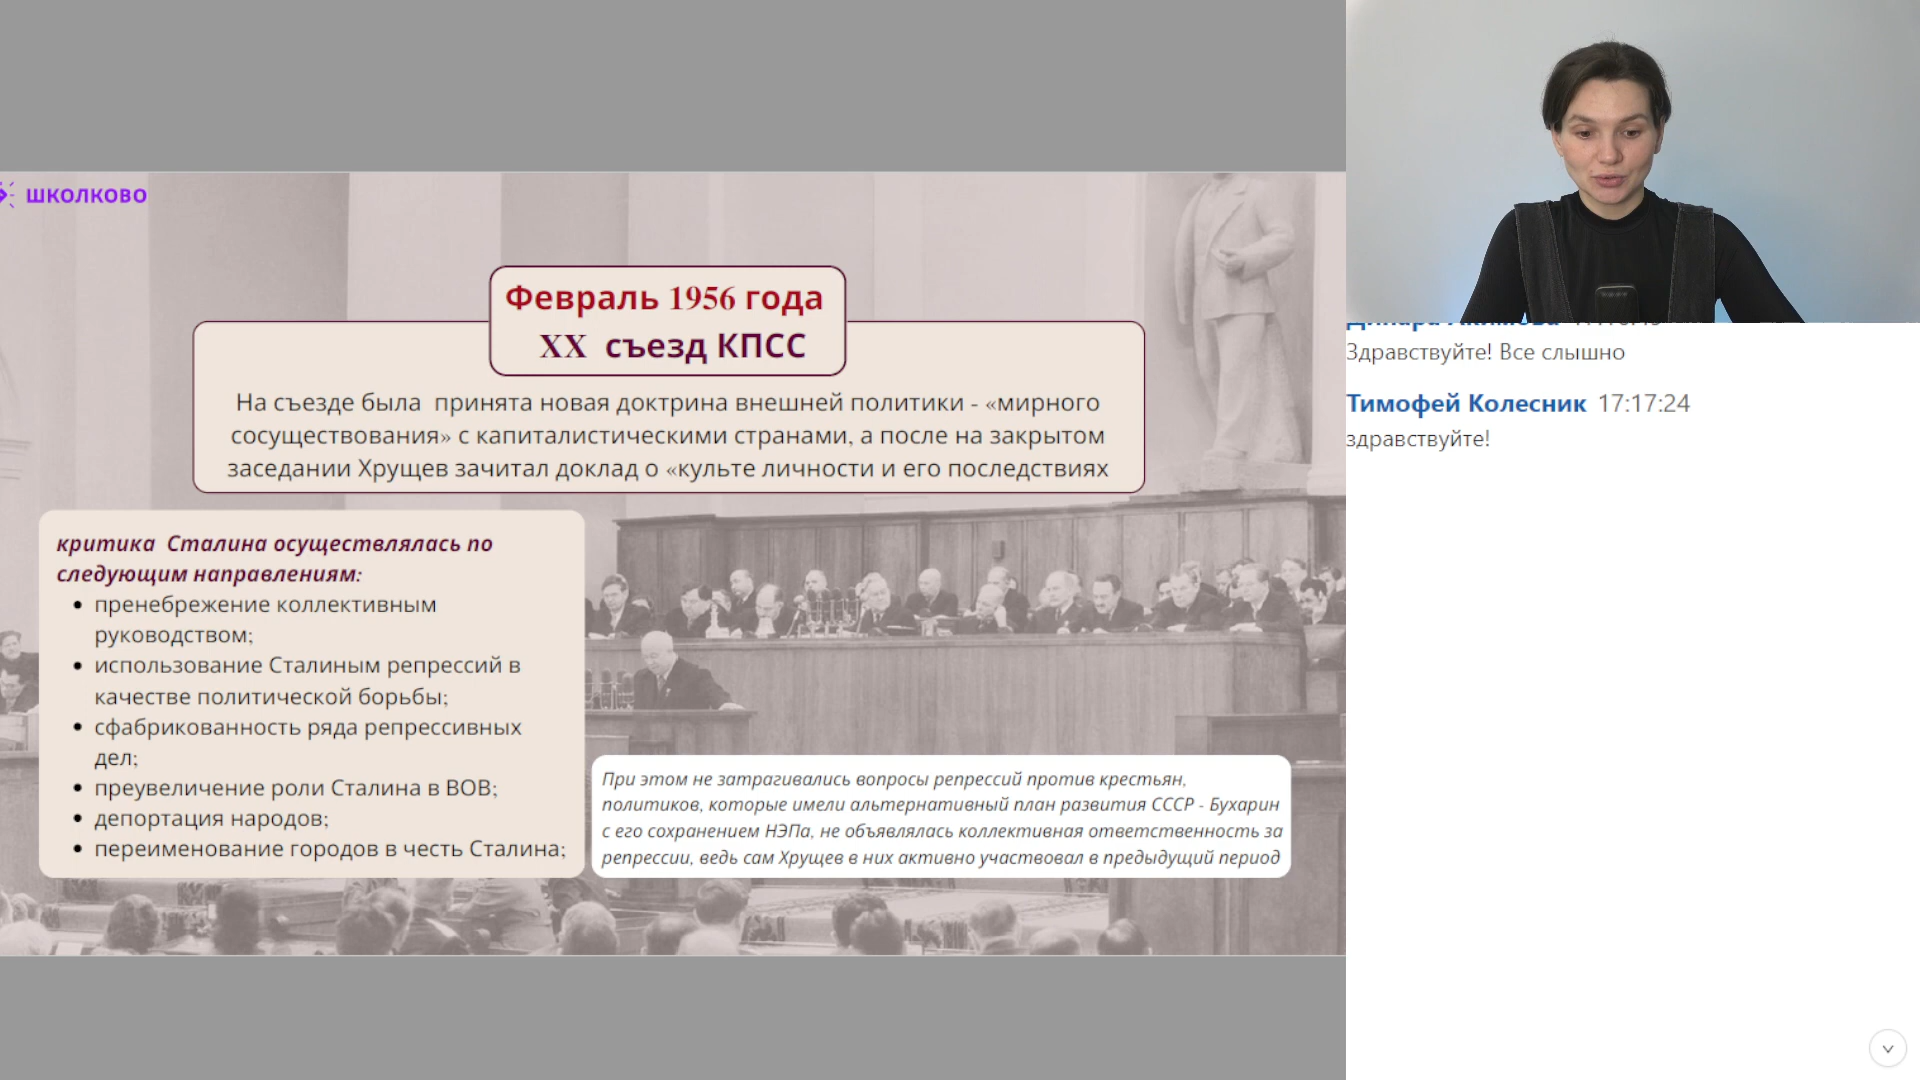 ШКОЛКОВО
Февраль 1956 года
XX съезд КПСС
На съезде была принята новая доктрина внешней политики - «мирного
сосуществования» с капиталистическими странами, а после на закрытом
заседании Хрущев зачитал доклад о «культе личности и его последствиях
критика Сталина осуществлялась по
следующим направлениям:
• пренебрежение коллективным
руководством;
• использование Сталиным репрессий в
качестве политической борьбы;
• сфабрикованность ряда репрессивных
дел;
• преувеличение роли Сталина в ВОВ;
• депортация народов;
• переименование городов в честь Сталина;
При этом не затрагивались вопросы репрессий против крестьян,
политиков, которые имели альтернативный план развития СССР - Бухарин
с его сохранением НЭПа, не объявлялась коллективная ответственность за
репрессии, ведь сам Хрущев в них активно участвовал в предыдущий период
Здравствуйте! Все слышно
Тимофей Колесник 17:17:24
здравствуйте!